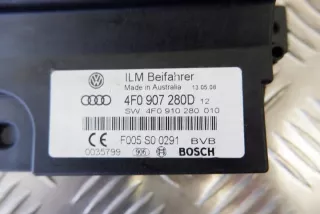 ILM Beifahrer
Made in Australia 13.05.08
4F0 907 280D 12
SW: 4F0 910 280 010
F005 S0 0291 BVB
0035799 BOSCH